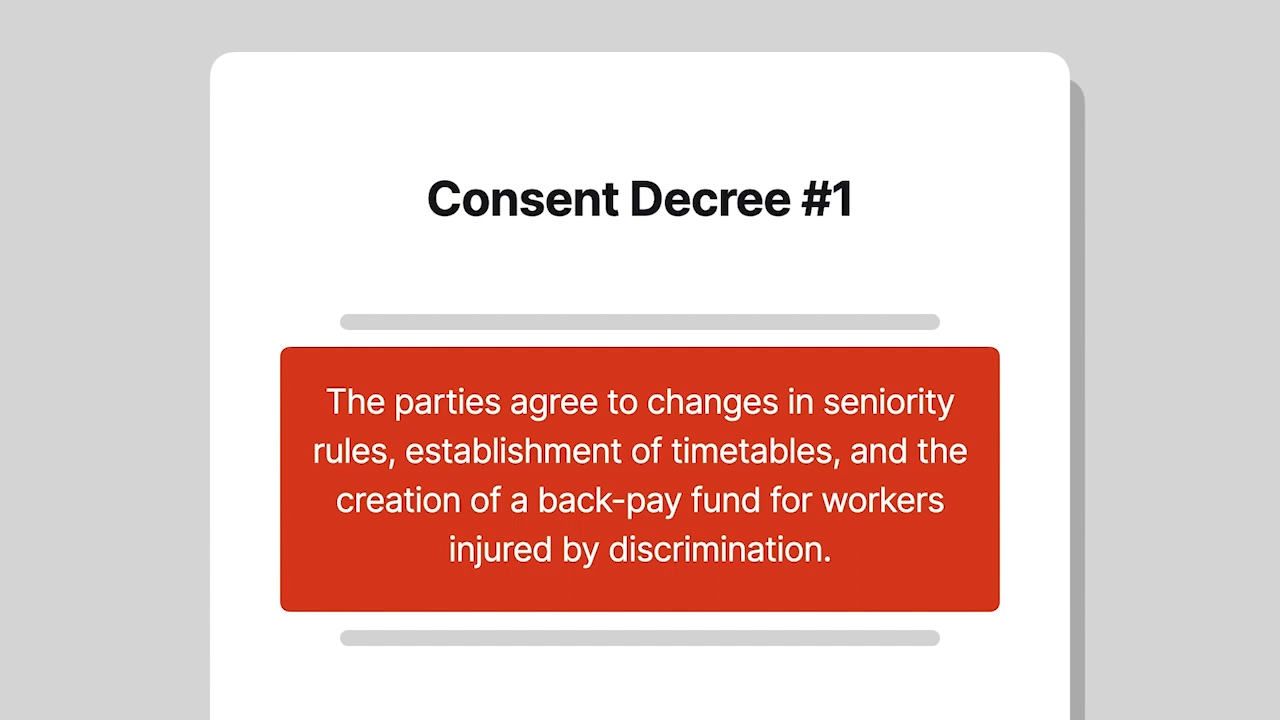 Consent Decree #1
The parties agree to changes in seniority
rules, establishment of timetables, and the
creation of a back-pay fund for workers
injured by discrimination.